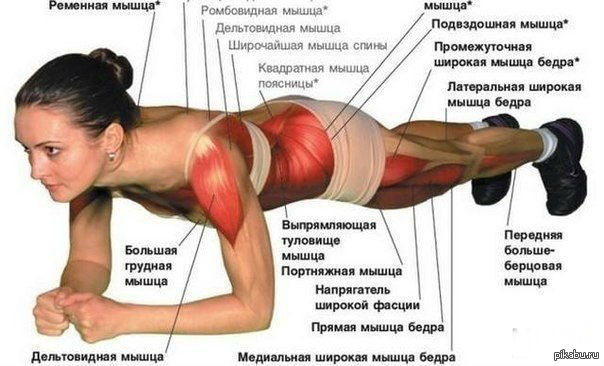 Ременная мышца*
Ромбовидная мышца*
Дельтовидная мышца
Широчайшая мышца спины
Квадратная мышца
поясницы*
мышца*
Подвздошная мышца*
Промежуточная
широкая мышца бедра*
Латеральная широкая
мышца бедра
Большая
грудная
мышца
Выпрямляющая
туловище
мышца
Портняжная мышца
Напрягатель
широкой фасции
Прямая мышца бедра
Передняя
больше-
берцовая
мышца
Дельтовидная мышца
Медиальная широкая мышца бедра
pikabu.ru